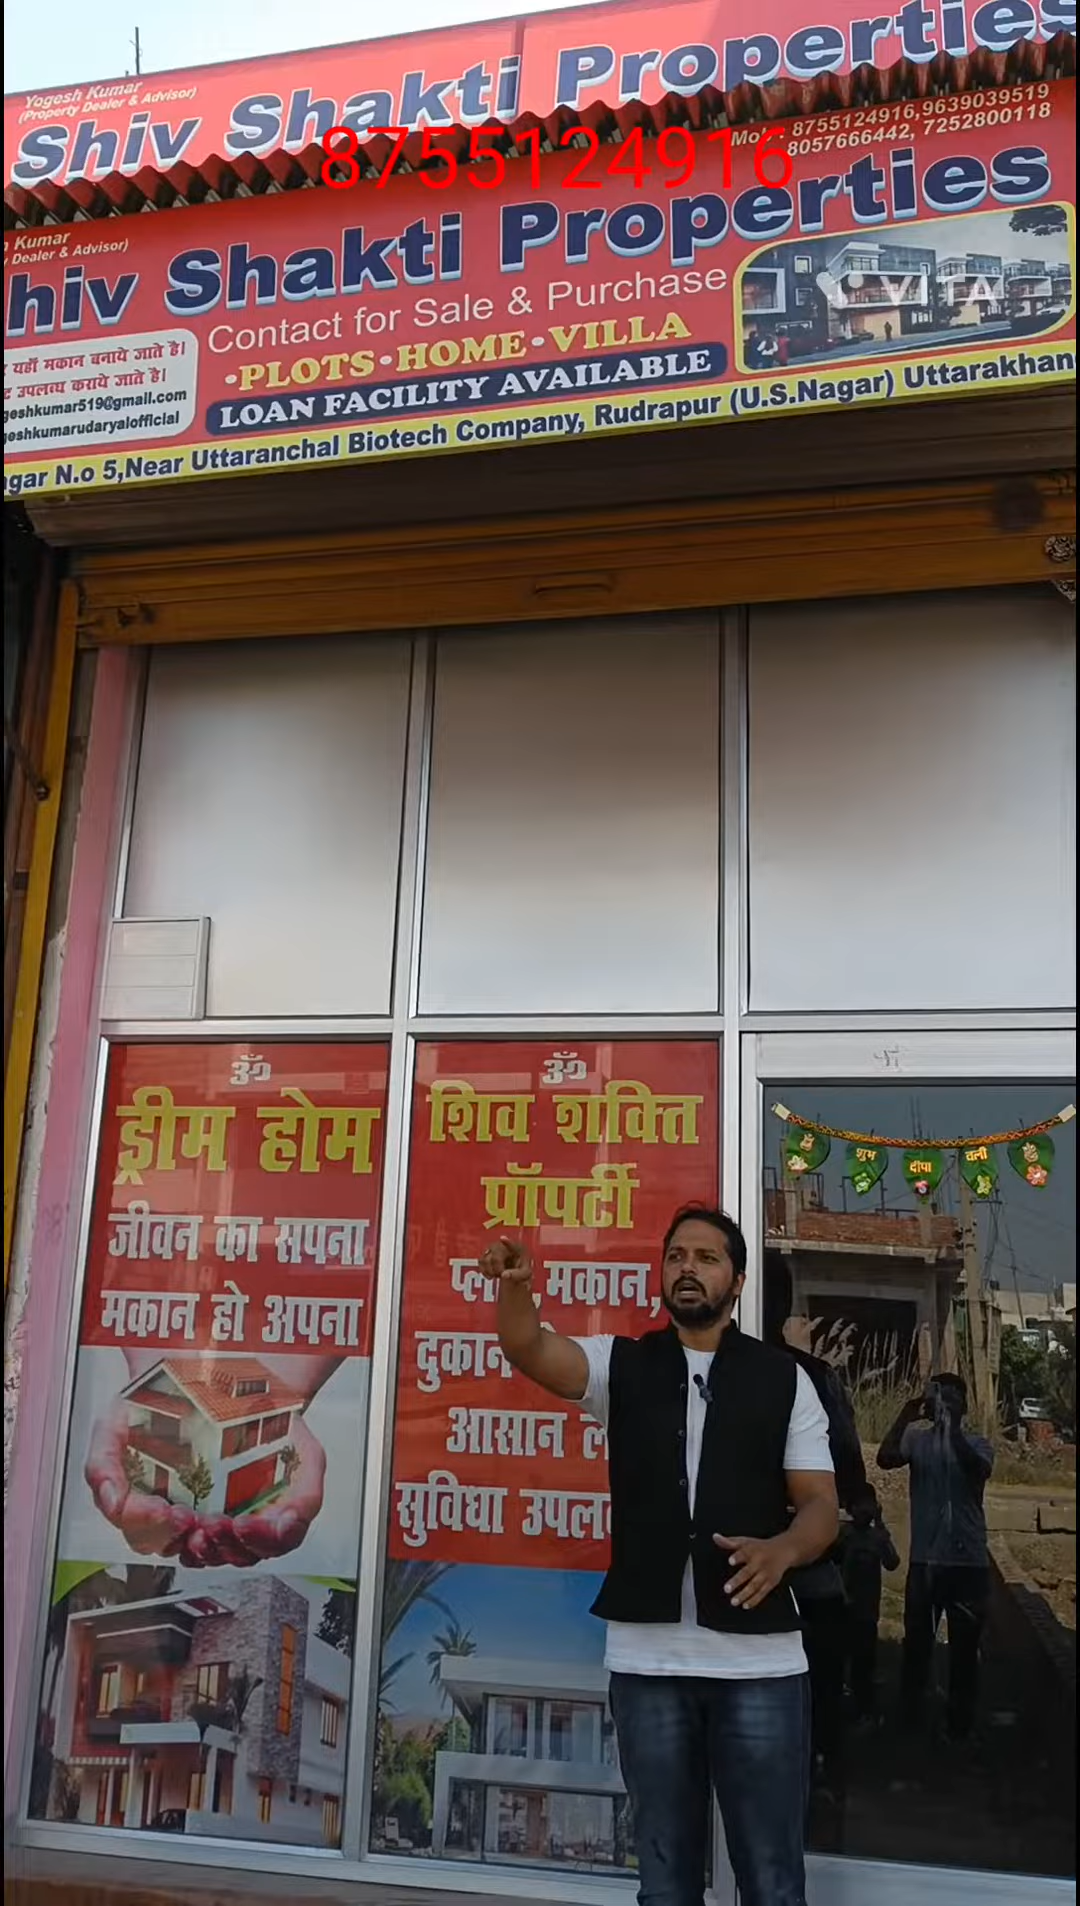 Yogesh Kumar
(Property Dealer & Advisor)
Shiv Shakti Properties
8755124916
Mob.: 8755124916,9639039519
8057666442, 7252800118
Kumar
Dealer & Advisor)
hiv Shakti Properties
Contact for Sale & Purchase
•PLOTS•HOME•VILLA
LOAN FACILITY AVAILABLE
VITA
यहाँ मकान बनाये जाते है।
उपलब्ध कराये जाते है।
geshkumar519@gmail.com
geshkumarudaryalofficial
gar N.o 5,Near Uttaranchal Biotech Company, Rudrapur (U.S.Nagar) Uttarakhan
ॐ
ड्रीम होम
जीवन का सपना
मकान हो अपना
ॐ
शिव शक्ति
प्रॉपर्टी
मकान,
दुकान
आसान
सुविधा
शुभ
दीपा
वली